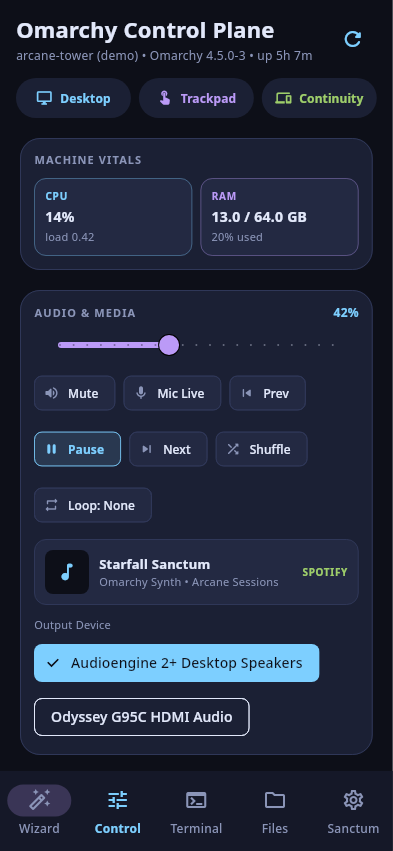 Omarchy Control Plane
arcane-tower (demo) • Omarchy 4.5.0-3 • up 5h 7m
Desktop
Trackpad
Continuity
MACHINE VITALS
CPU
14%
load 0.42
RAM
13.0 / 64.0 GB
20% used
AUDIO & MEDIA
42%
Mute
Mic Live
Prev
Pause
Next
Shuffle
Loop: None
Starfall Sanctum
Omarchy Synth • Arcane Sessions
SPOTIFY
Output Device
Audioengine 2+ Desktop Speakers
Odyssey G95C HDMI Audio
Wizard
Control
Terminal
Files
Sanctum